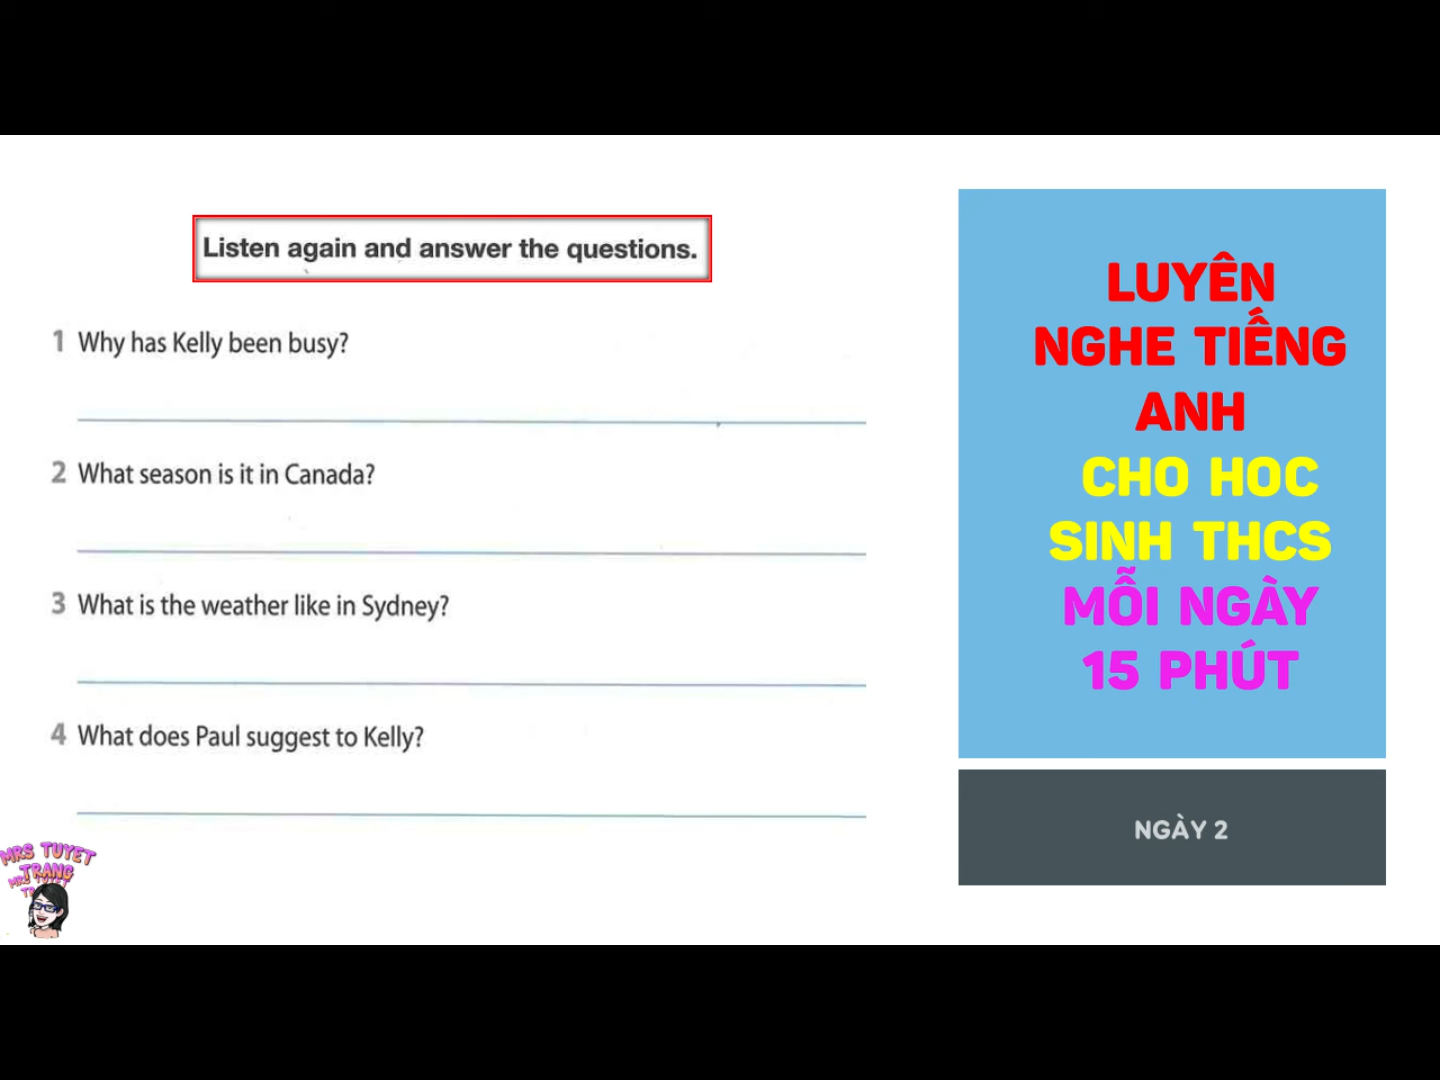 Listen again and answer the questions.
1 Why has Kelly been busy?
2 What season is it in Canada?
3 What is the weather like in Sydney?
4 What does Paul suggest to Kelly?
LUYÊN
NGHE TIẾNG
ANH
CHO HOC
SINH THCS
MỖI NGÀY
15 PHÚT
NGÀY 2
MRS TUYET
TRANG